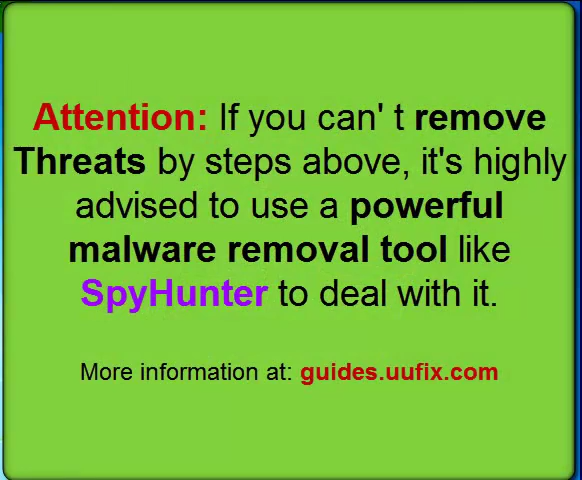 Attention: If you can' t remove
Threats by steps above, it's highly
advised to use a powerful
malware removal tool like
SpyHunter to deal with it.
More information at: guides.uufix.com